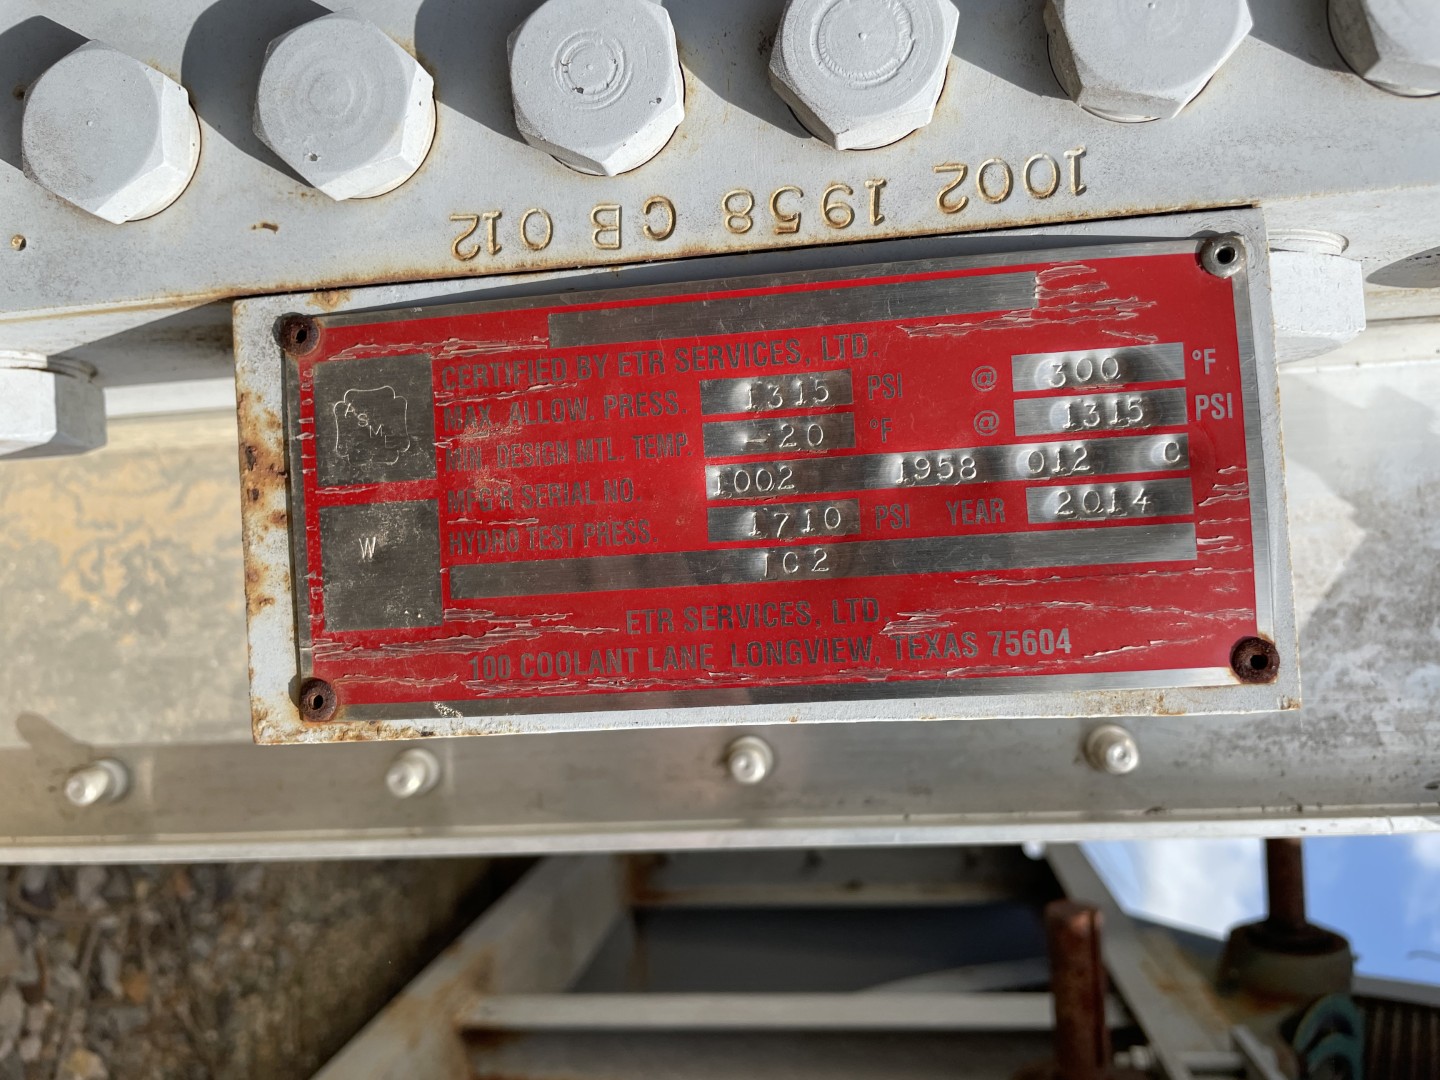 1002 1958 CB 012
CERTIFIED BY ETR SERVICES, LTD.
MAX. ALLOW. PRESS. 1315 PSI @ 300 °F
MIN. DESIGN MTL. TEMP. -20 °F @ 1315 PSI
MFG'R SERIAL NO. 1002 1958 012 C
HYDRO TEST PRESS. 1710 PSI YEAR 2014
IC2
ASME
W
ETR SERVICES, LTD.
100 COOLANT LANE LONGVIEW, TEXAS 75604